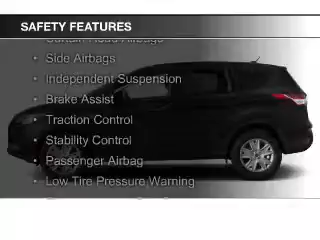 SAFETY FEATURES
• Side Airbags
• Independent Suspension
• Brake Assist
• Traction Control
• Stability Control
• Passenger Airbag
• Low Tire Pressure Warning